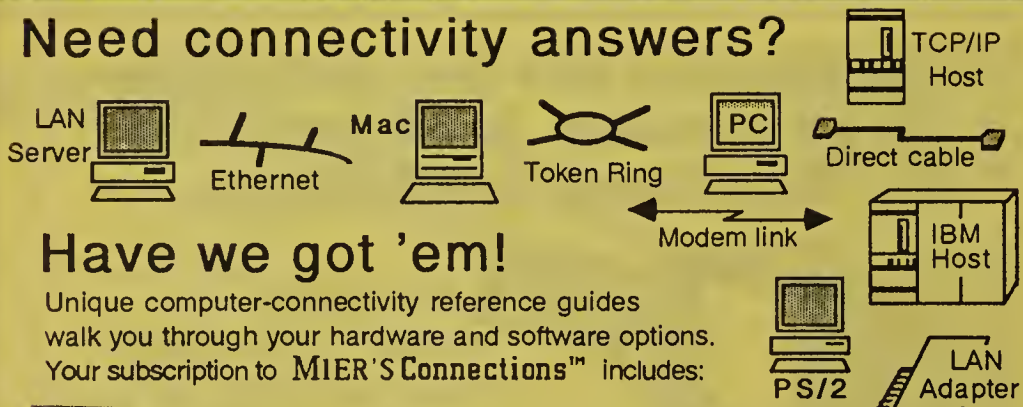 Need connectivity answers?
TCP/IP
Host
LAN
Server
Ethernet
Mac
Token Ring
PC
Direct cable
Modem link
IBM
Host
Have we got 'em!
Unique computer-connectivity reference guides
walk you through your hardware and software options.
Your subscription to MIER'S Connections™ includes:
PS/2
LAN
Adapter